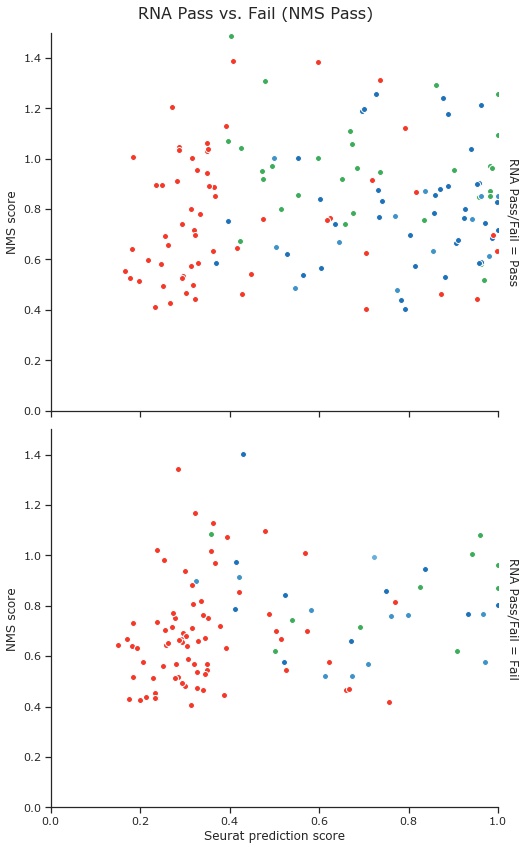 RNA Pass vs. Fail (NMS Pass)
1.4
1.2
1.0
0.8
0.6
0.4
0.2
0.0
NMS score
RNA Pass/Fail = Pass
1.4
1.2
1.0
0.8
0.6
0.4
0.2
0.0
NMS score
RNA Pass/Fail = Fail
0.0 0.2 0.4 0.6 0.8 1.0
Seurat prediction score